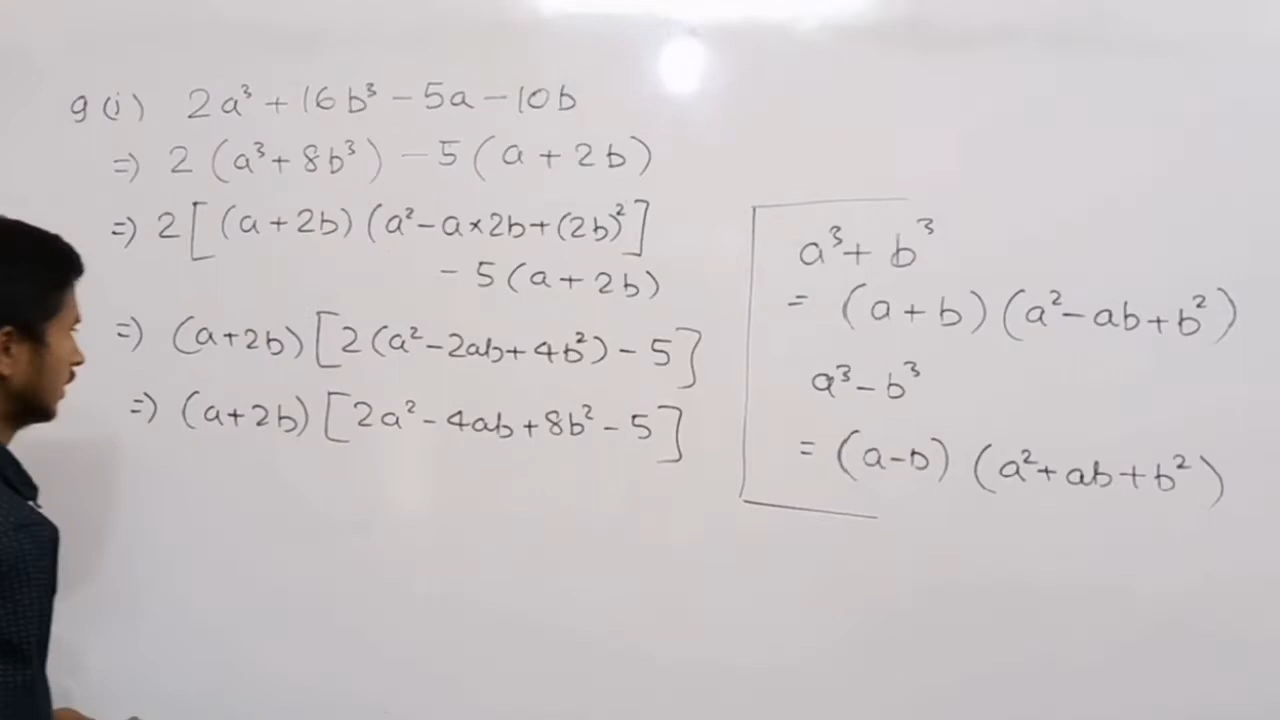 9 (i) 2a³ + 16b³ - 5a - 10b
⇒ 2 (a³ + 8b³) - 5 (a + 2b)
⇒ 2 [(a + 2b) (a² - a×2b + (2b)²]
- 5 (a + 2b)
⇒ (a+2b) [2(a² - 2ab + 4b²) - 5]
⇒ (a+2b) [2a² - 4ab + 8b² - 5]
a³ + b³
= (a + b) (a² - ab + b²)
a³ - b³
= (a - b) (a² + ab + b²)